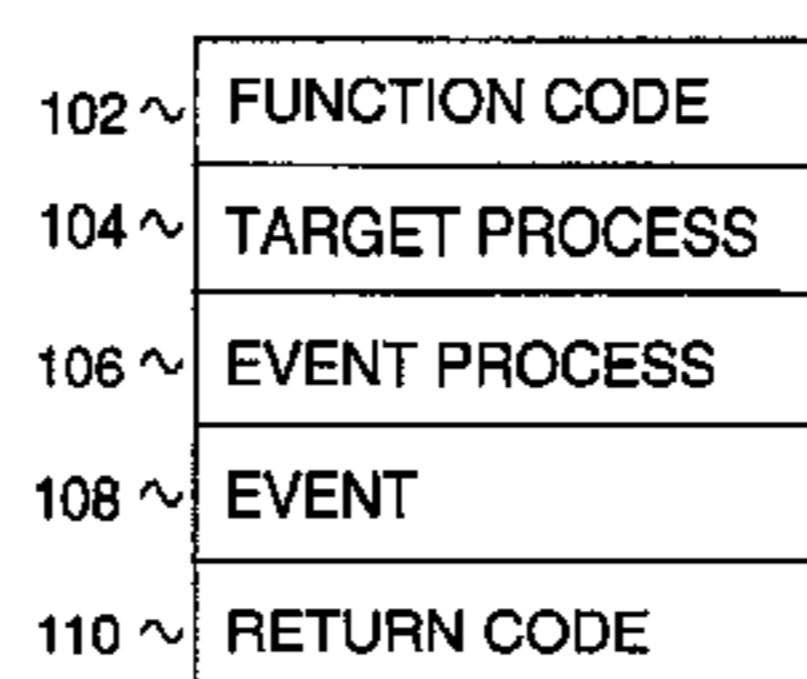 102 ~ FUNCTION CODE
104 ~ TARGET PROCESS
106 ~ EVENT PROCESS
108 ~ EVENT
110 ~ RETURN CODE